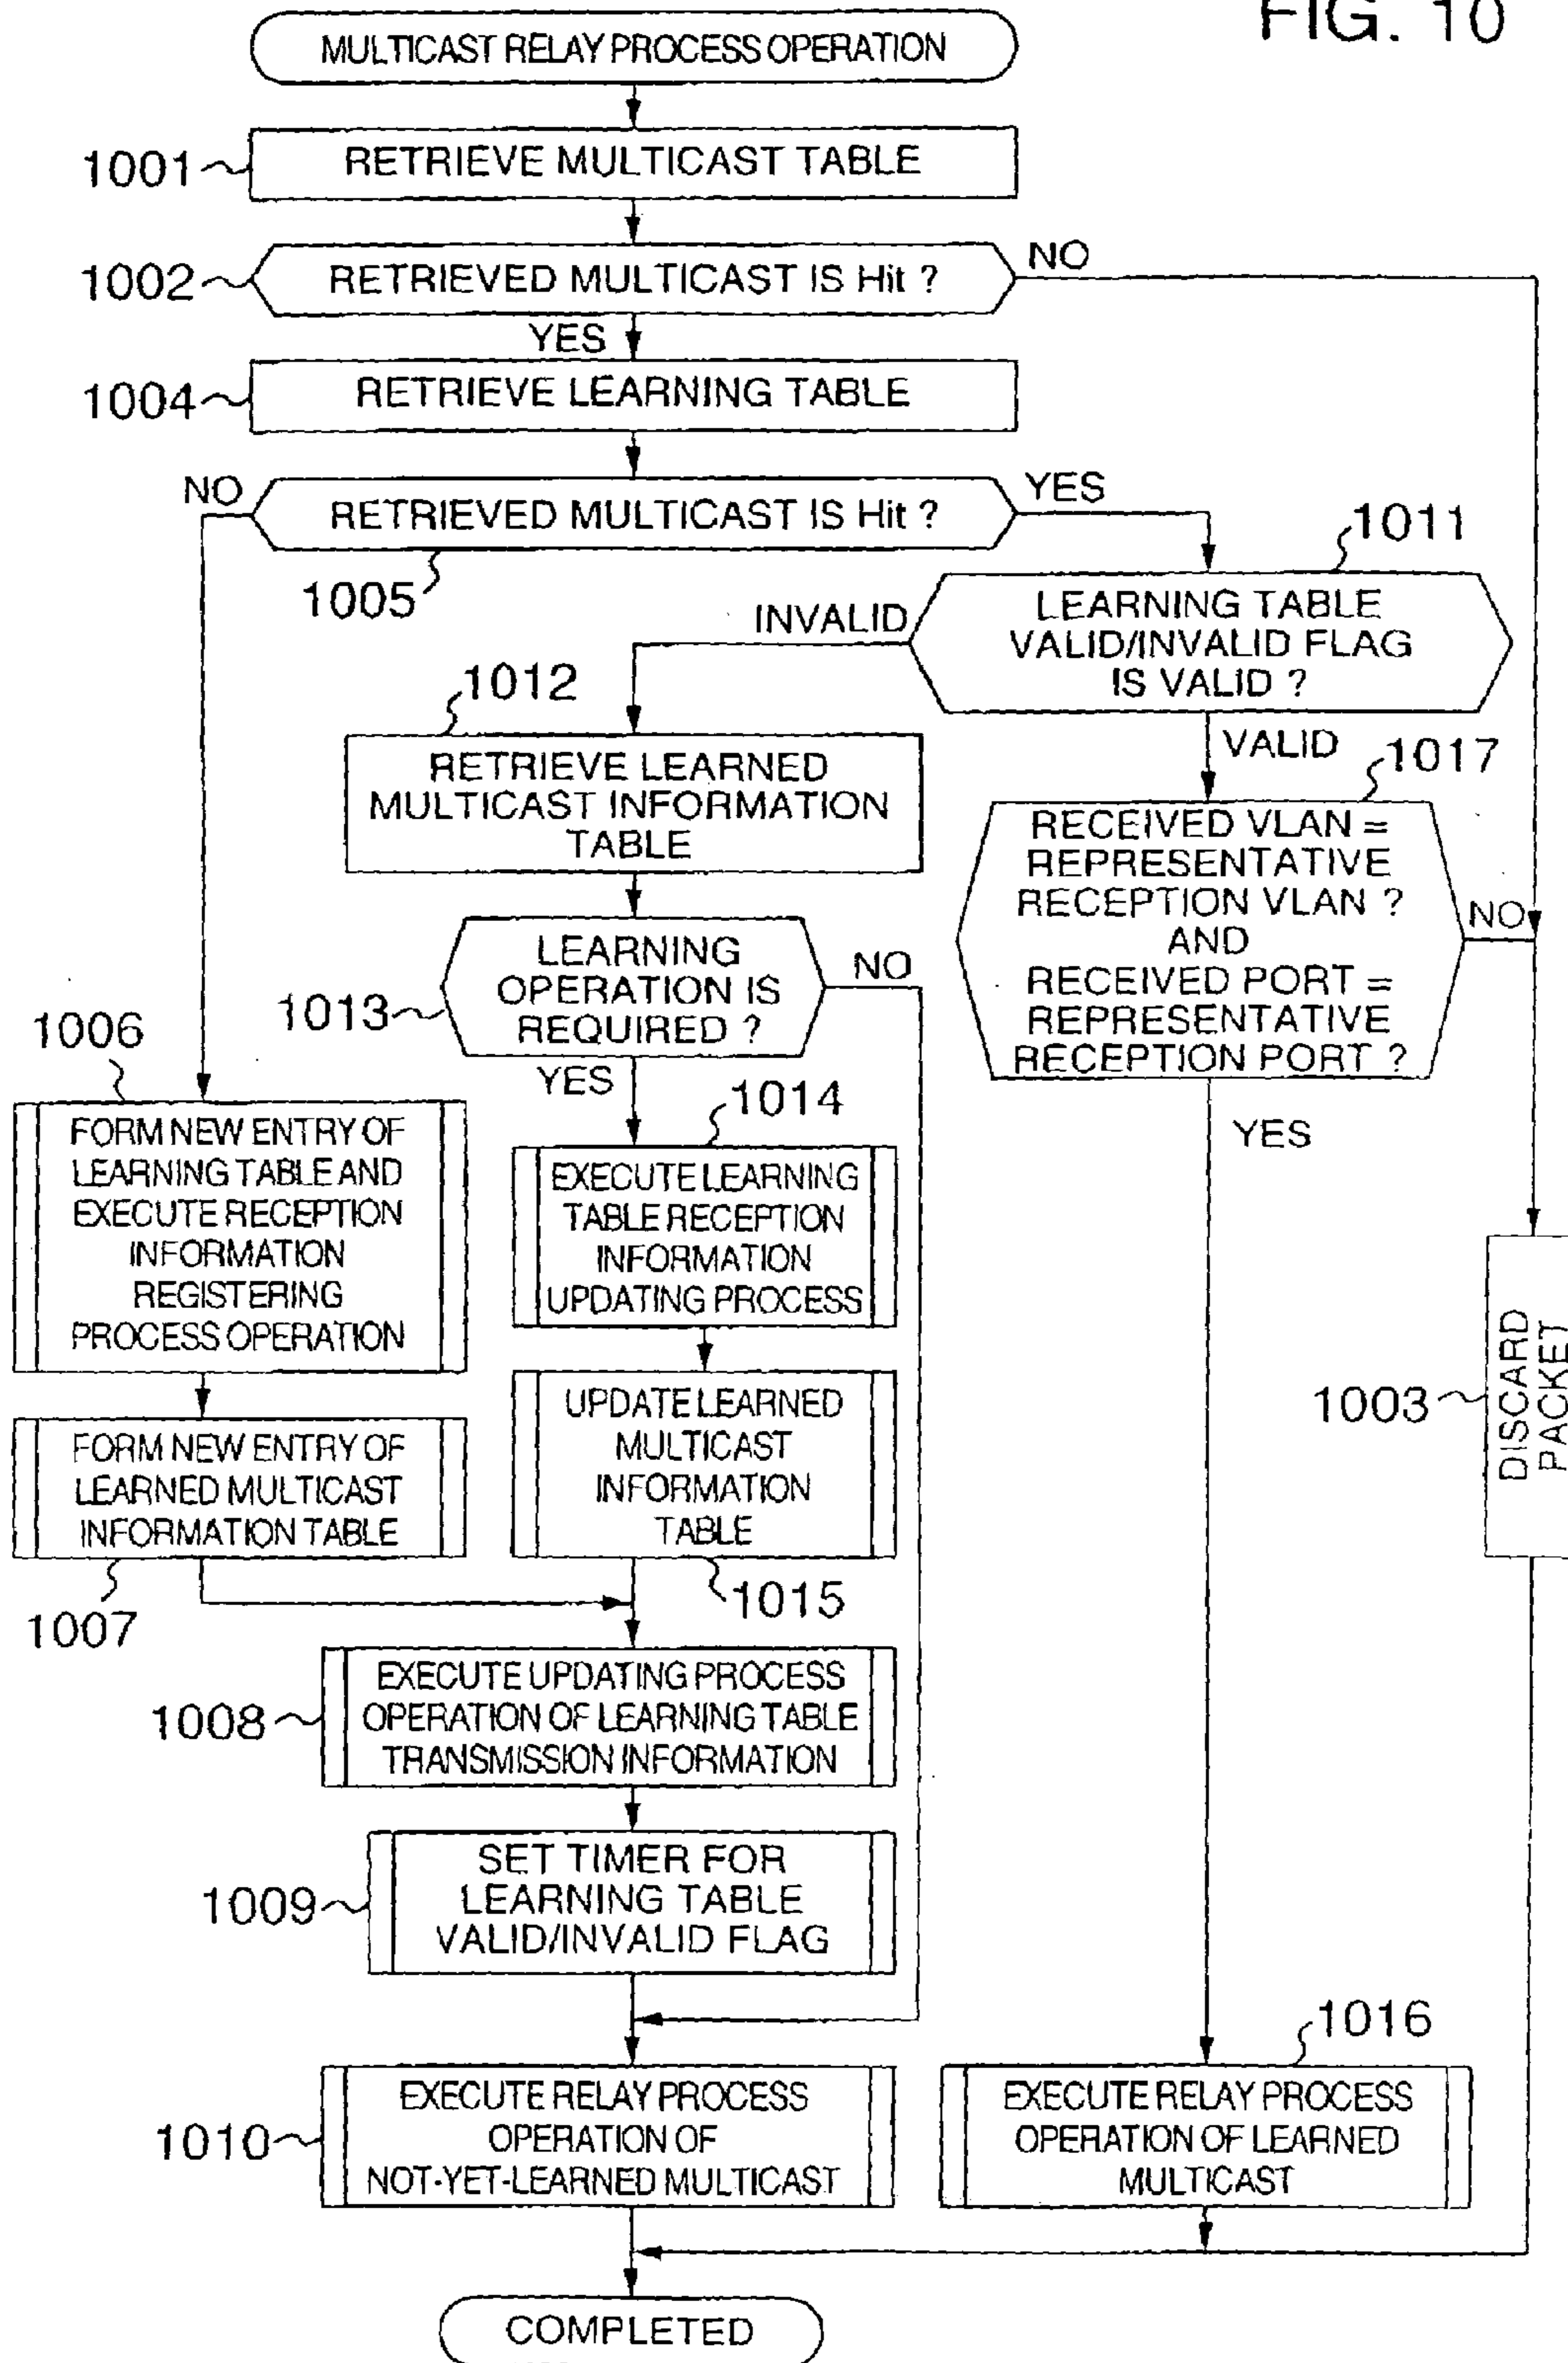 FIG. 10
MULTICAST RELAY PROCESS OPERATION
1001
RETRIEVE MULTICAST TABLE
1002
RETRIEVED MULTICAST IS Hit ?
NO
YES
1004
RETRIEVE LEARNING TABLE
NO
RETRIEVED MULTICAST IS Hit ?
YES
1005
1011
LEARNING TABLE
VALID/INVALID FLAG
IS VALID ?
INVALID
VALID
1012
RETRIEVE LEARNED
MULTICAST INFORMATION
TABLE
1017
RECEIVED VLAN =
REPRESENTATIVE
RECEPTION VLAN ?
AND
RECEIVED PORT =
REPRESENTATIVE
RECEPTION PORT ?
NO
YES
1013
LEARNING
OPERATION IS
REQUIRED ?
NO
YES
1006
FORM NEW ENTRY OF
LEARNING TABLE AND
EXECUTE RECEPTION
INFORMATION
REGISTERING
PROCESS OPERATION
1014
EXECUTE LEARNING
TABLE RECEPTION
INFORMATION
UPDATING PROCESS
1003
DISCARD
PACKET
FORM NEW ENTRY OF
LEARNED MULTICAST
INFORMATION TABLE
1007
UPDATE LEARNED
MULTICAST
INFORMATION
TABLE
1015
1008
EXECUTE UPDATING PROCESS
OPERATION OF LEARNING TABLE
TRANSMISSION INFORMATION
1009
SET TIMER FOR
LEARNING TABLE
VALID/INVALID FLAG
1010
EXECUTE RELAY PROCESS
OPERATION OF
NOT-YET-LEARNED MULTICAST
1016
EXECUTE RELAY PROCESS
OPERATION OF LEARNED
MULTICAST
COMPLETED